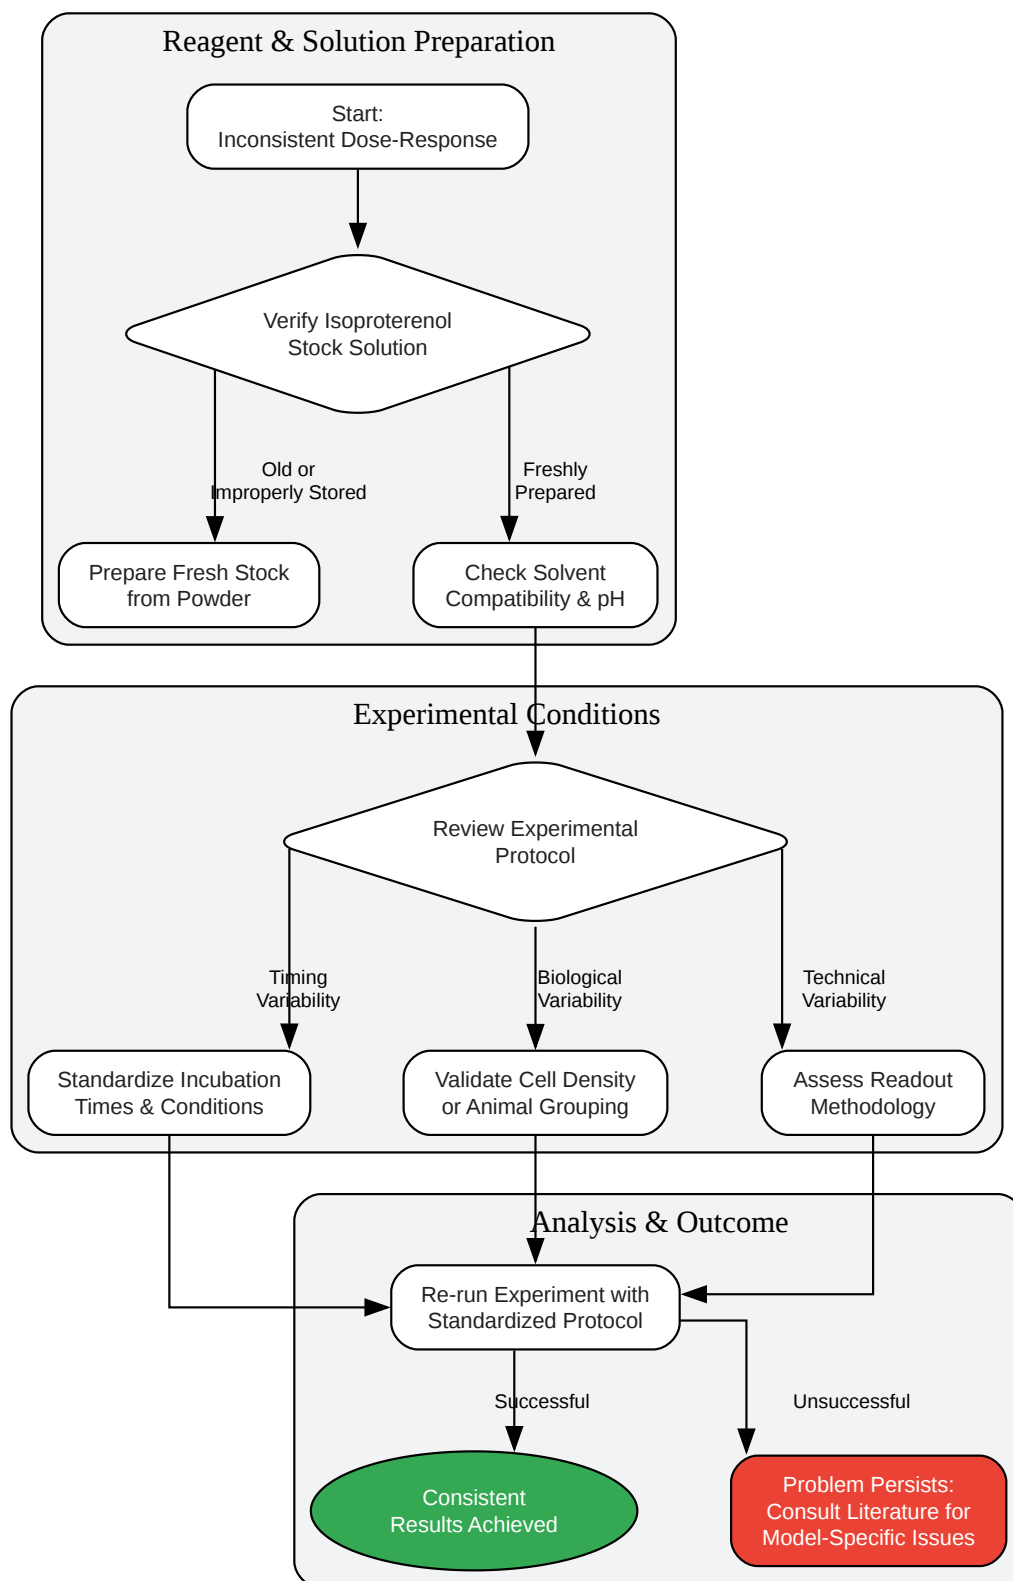 Reagent & Solution Preparation
Start:
Inconsistent Dose-Response
Verify Isoproterenol
Stock Solution
Old or
Improperly Stored
Freshly
Prepared
Prepare Fresh Stock
from Powder
Check Solvent
Compatibility & pH
Experimental Conditions
Review Experimental
Protocol
Timing
Variability
Biological
Variability
Technical
Variability
Standardize Incubation
Times & Conditions
Validate Cell Density
or Animal Grouping
Assess Readout
Methodology
Analysis & Outcome
Re-run Experiment with
Standardized Protocol
Successful
Unsuccessful
Consistent
Results Achieved
Problem Persists:
Consult Literature for
Model-Specific Issues